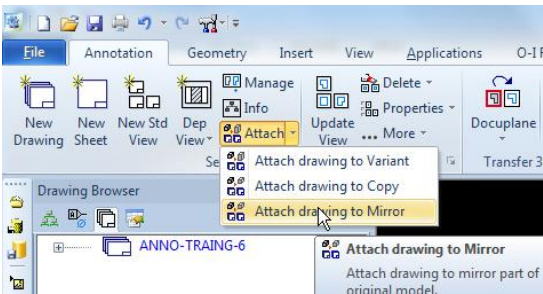 File Annotation Geometry Insert View Applications O-I
Manage Delete
Info Properties
New Drawing New Sheet New Std View Dep View Attach Update View More Docuplane
Se Transfer 3
Attach drawing to Variant
Attach drawing to Copy
Attach drawing to Mirror
Drawing Browser
ANNO-TRAING-6
Attach drawing to Mirror
Attach drawing to mirror part of
original model.